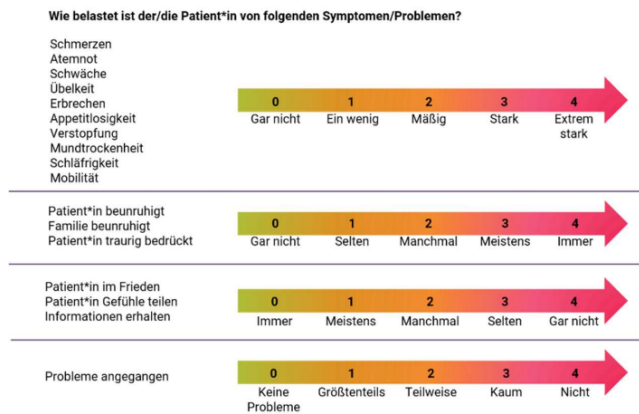 Wie belastet ist der/die Patient*in von folgenden Symptomen/Problemen?
Schmerzen
Atemnot
Schwäche
Übelkeit
Erbrechen
Appetitlosigkeit
Verstopfung
Mundtrockenheit
Schläfrigkeit
Mobilität
0 1 2 3 4
Gar nicht Ein wenig Mäßig Stark Extrem
stark
Patient*in beunruhigt
Familie beunruhigt
Patient*in traurig bedrückt
0 1 2 3 4
Gar nicht Selten Manchmal Meistens Immer
Patient*in im Frieden
Patient*in Gefühle teilen
Informationen erhalten
0 1 2 3 4
Immer Meistens Manchmal Selten Gar nicht
Probleme angegangen
0 1 2 3 4
Keine Größtenteils Teilweise Kaum Nicht
Probleme